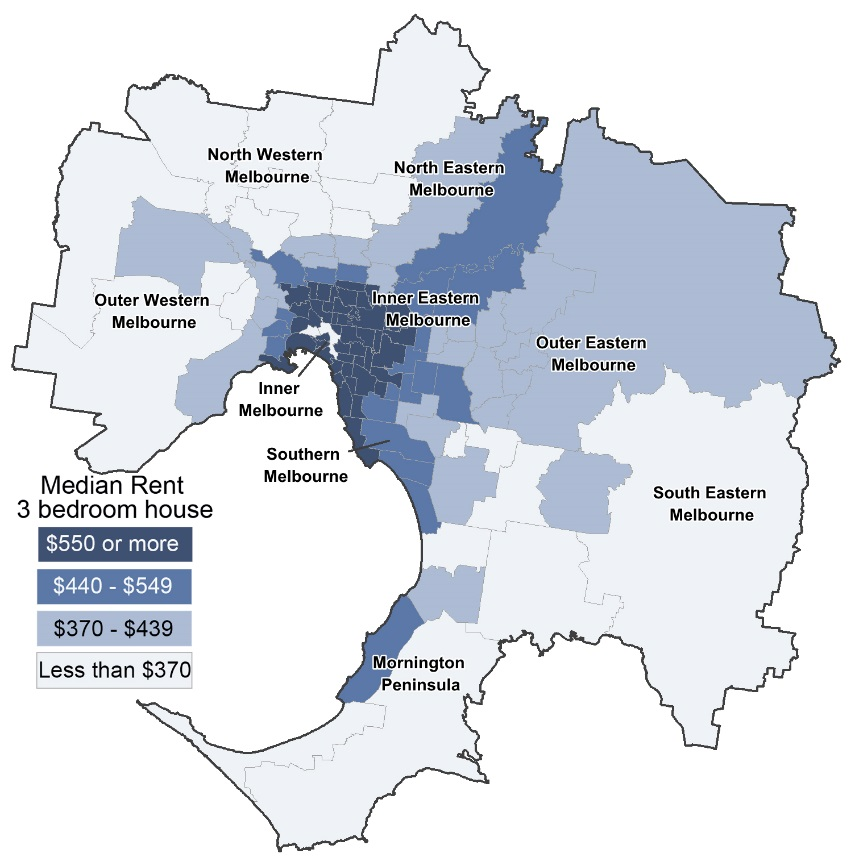 North Western
Melbourne
North Eastern
Melbourne
Outer Western
Melbourne
Inner Eastern
Melbourne
Outer Eastern
Melbourne
Inner
Melbourne
Southern
Melbourne
South Eastern
Melbourne
Mornington
Peninsula
Median Rent
3 bedroom house
$550 or more
$440 - $549
$370 - $439
Less than $370